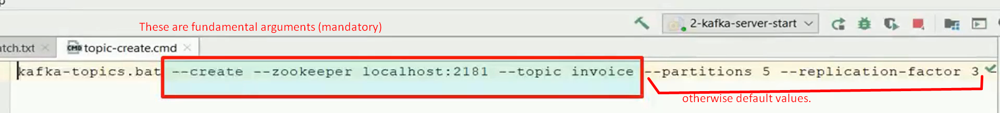 These are fundamental arguments (mandatory)
2-kafka-server-start
atch.txt
CMD topic-create.cmd
kafka-topics.bat --create --zookeeper localhost:2181 --topic invoice --partitions 5 --replication-factor 3
otherwise default values.